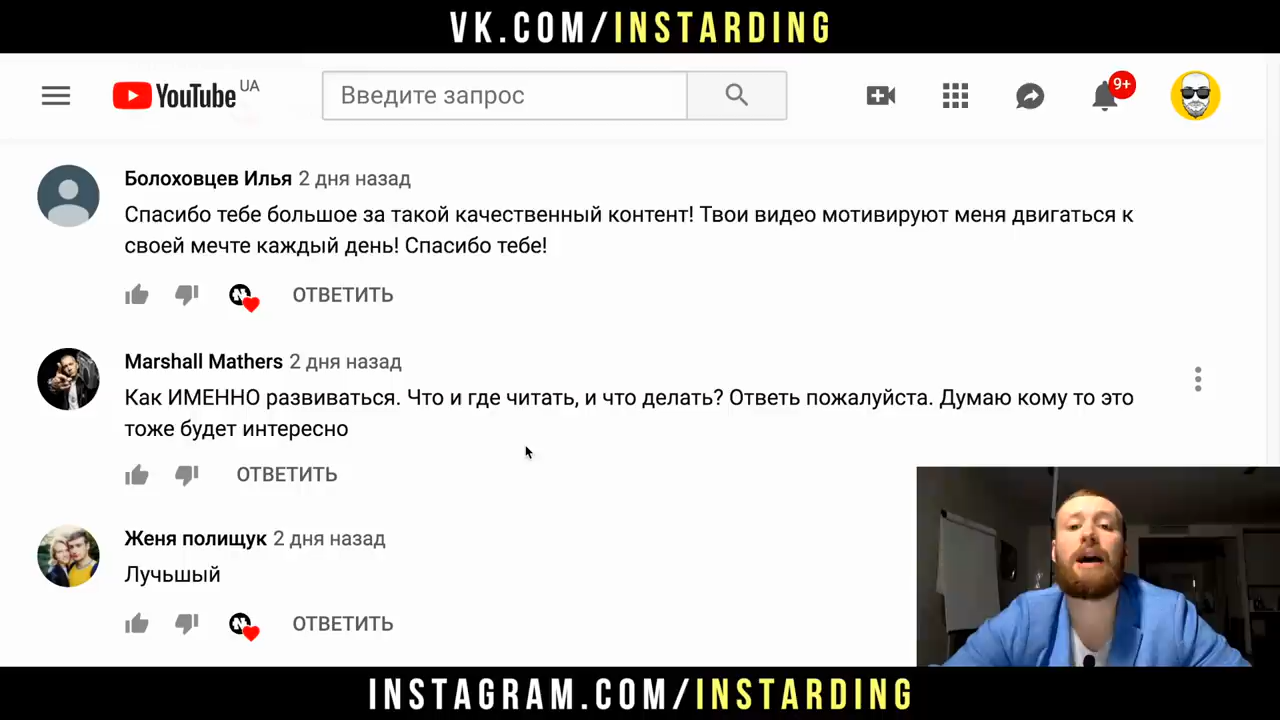 VK.COM/INSTARDING
YouTube UA
Введите запрос
9+
Болоховцев Илья 2 дня назад
Спасибо тебе большое за такой качественный контент! Твои видео мотивируют меня двигаться к
своей мечте каждый день! Спасибо тебе!
ОТВЕТИТЬ
Marshall Mathers 2 дня назад
Как ИМЕННО развиваться. Что и где читать, и что делать? Ответь пожалуйста. Думаю кому то это
тоже будет интересно
ОТВЕТИТЬ
Женя полищук 2 дня назад
Лучьшый
ОТВЕТИТЬ
INSTAGRAM.COM/INSTARDING